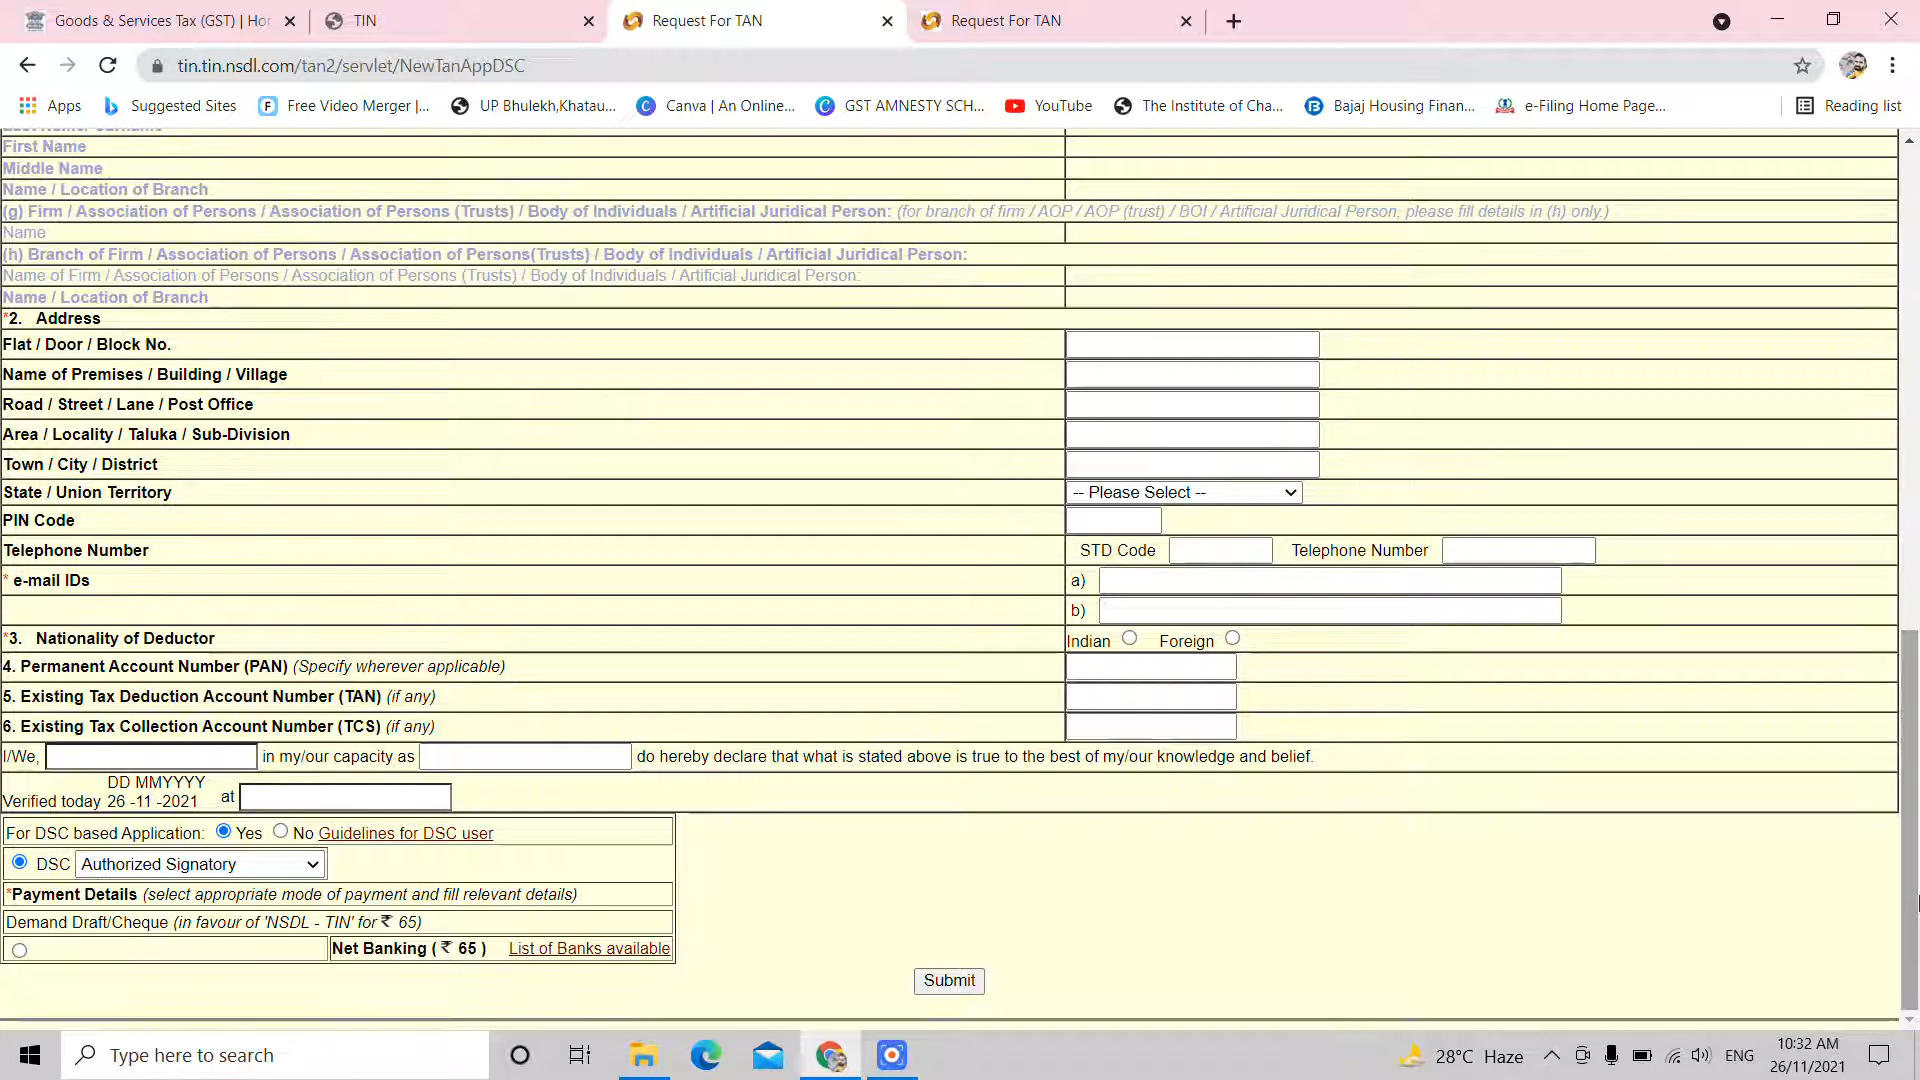 Goods & Services Tax (GST) | Ho
TIN
Request For TAN
Request For TAN
tin.tin.nsdl.com/tan2/servlet/NewTanAppDSC
Apps
Suggested Sites
Free Video Merger |...
UP Bhulekh,Khatau...
Canva | An Online...
GST AMNESTY SCH...
YouTube
The Institute of Cha...
Bajaj Housing Finan...
e-Filing Home Page...
Reading list
First Name
Middle Name
Name / Location of Branch
(g) Firm / Association of Persons / Association of Persons (Trusts) / Body of Individuals / Artificial Juridical Person: (for branch of firm / AOP / AOP (trust) / BOI / Artificial Juridical Person, please fill details in (h) only.)
Name
(h) Branch of Firm / Association of Persons / Association of Persons(Trusts) / Body of Individuals / Artificial Juridical Person:
Name of Firm / Association of Persons / Association of Persons (Trusts) / Body of Individuals / Artificial Juridical Person:
Name / Location of Branch
*2. Address
Flat / Door / Block No.
Name of Premises / Building / Village
Road / Street / Lane / Post Office
Area / Locality / Taluka / Sub-Division
Town / City / District
State / Union Territory -- Please Select --
PIN Code
Telephone Number STD Code Telephone Number
* e-mail IDs a)
b)
*3. Nationality of Deductor Indian Foreign
4. Permanent Account Number (PAN) (Specify wherever applicable)
5. Existing Tax Deduction Account Number (TAN) (if any)
6. Existing Tax Collection Account Number (TCS) (if any)
I/We, in my/our capacity as do hereby declare that what is stated above is true to the best of my/our knowledge and belief.
DD MMYYYY
Verified today 26 -11 -2021 at
For DSC based Application: Yes No Guidelines for DSC user
DSC Authorized Signatory
*Payment Details (select appropriate mode of payment and fill relevant details)
Demand Draft/Cheque (in favour of 'NSDL - TIN' for ₹ 65)
Net Banking ( ₹ 65 ) List of Banks available
Submit
Type here to search
28°C Haze
ENG
10:32 AM
26/11/2021